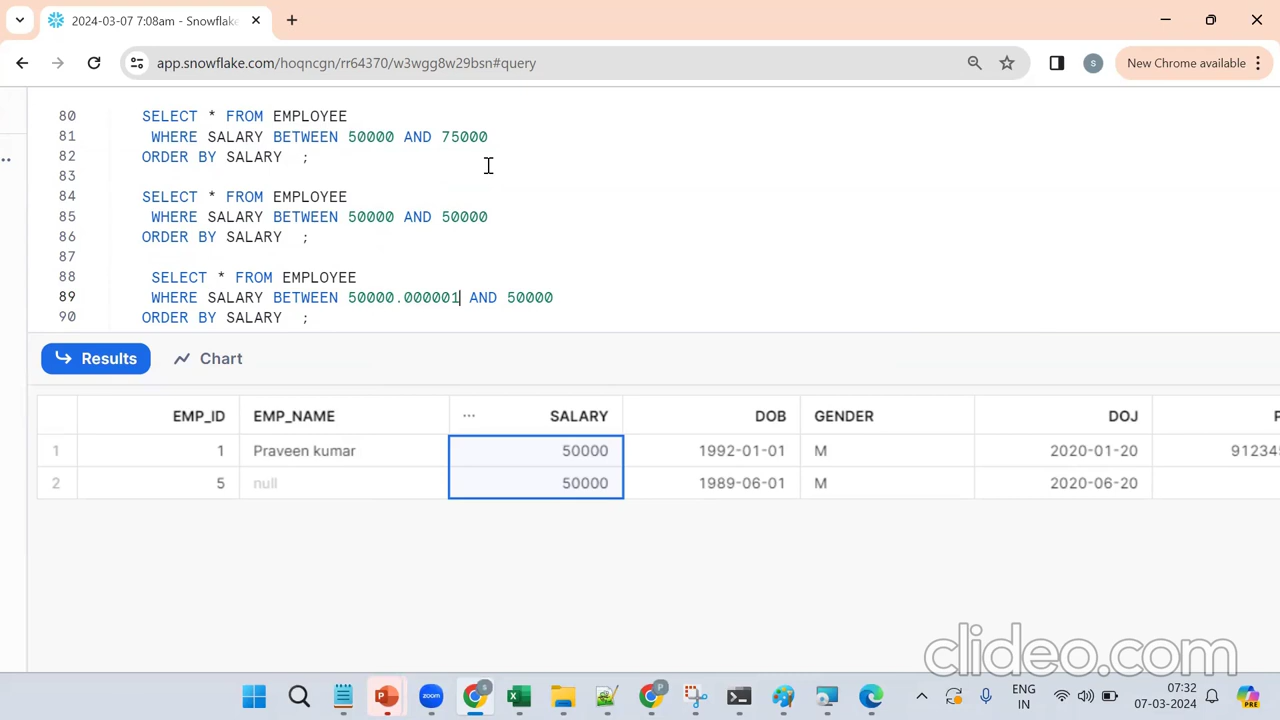 2024-03-07 7:08am - Snowflake
app.snowflake.com/hoqncgn/rr64370/w3wgg8w29bsn#query
s
New Chrome available
80 SELECT * FROM EMPLOYEE
81 WHERE SALARY BETWEEN 50000 AND 75000
82 ORDER BY SALARY ;
83
84 SELECT * FROM EMPLOYEE
85 WHERE SALARY BETWEEN 50000 AND 50000
86 ORDER BY SALARY ;
87
88 SELECT * FROM EMPLOYEE
89 WHERE SALARY BETWEEN 50000.000001 AND 50000
90 ORDER BY SALARY ;
Results Chart
EMP_ID EMP_NAME ... SALARY DOB GENDER DOJ P
1 1 Praveen kumar 50000 1992-01-01 M 2020-01-20 912345
2 5 null 50000 1989-06-01 M 2020-06-20
clideo.com
zoom
ENG
IN
07:32
07-03-2024
PRE